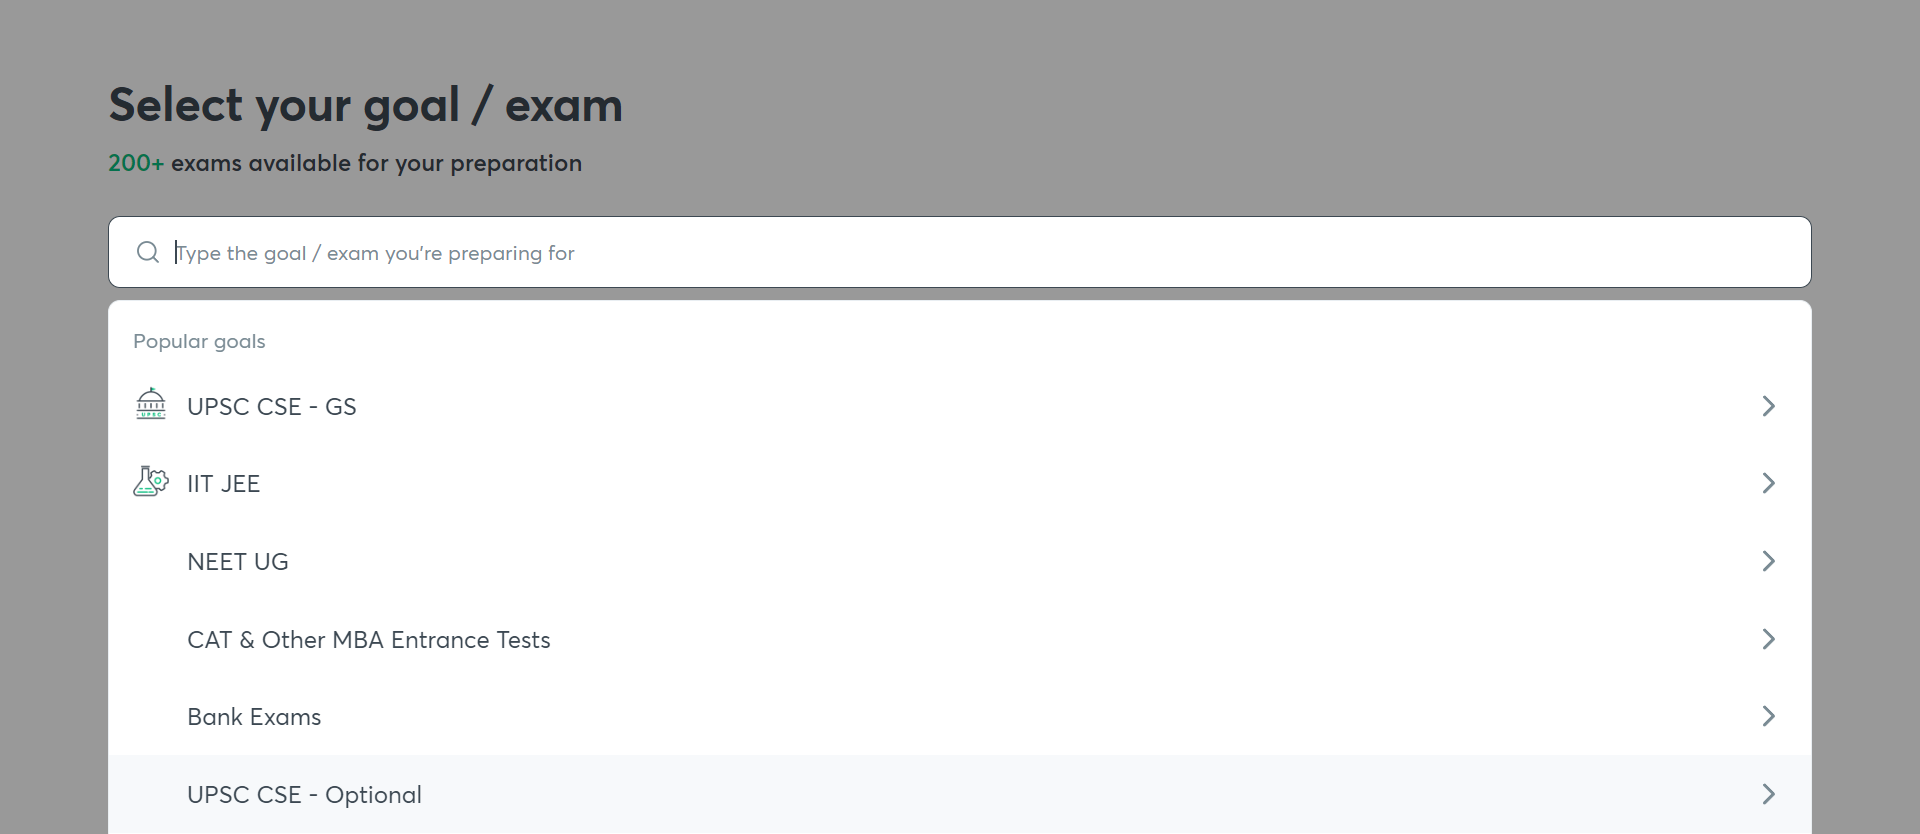 Select your goal / exam
200+ exams available for your preparation
Type the goal / exam you're preparing for
Popular goals
UPSC
UPSC CSE - GS
IIT JEE
NEET UG
CAT & Other MBA Entrance Tests
Bank Exams
UPSC CSE - Optional